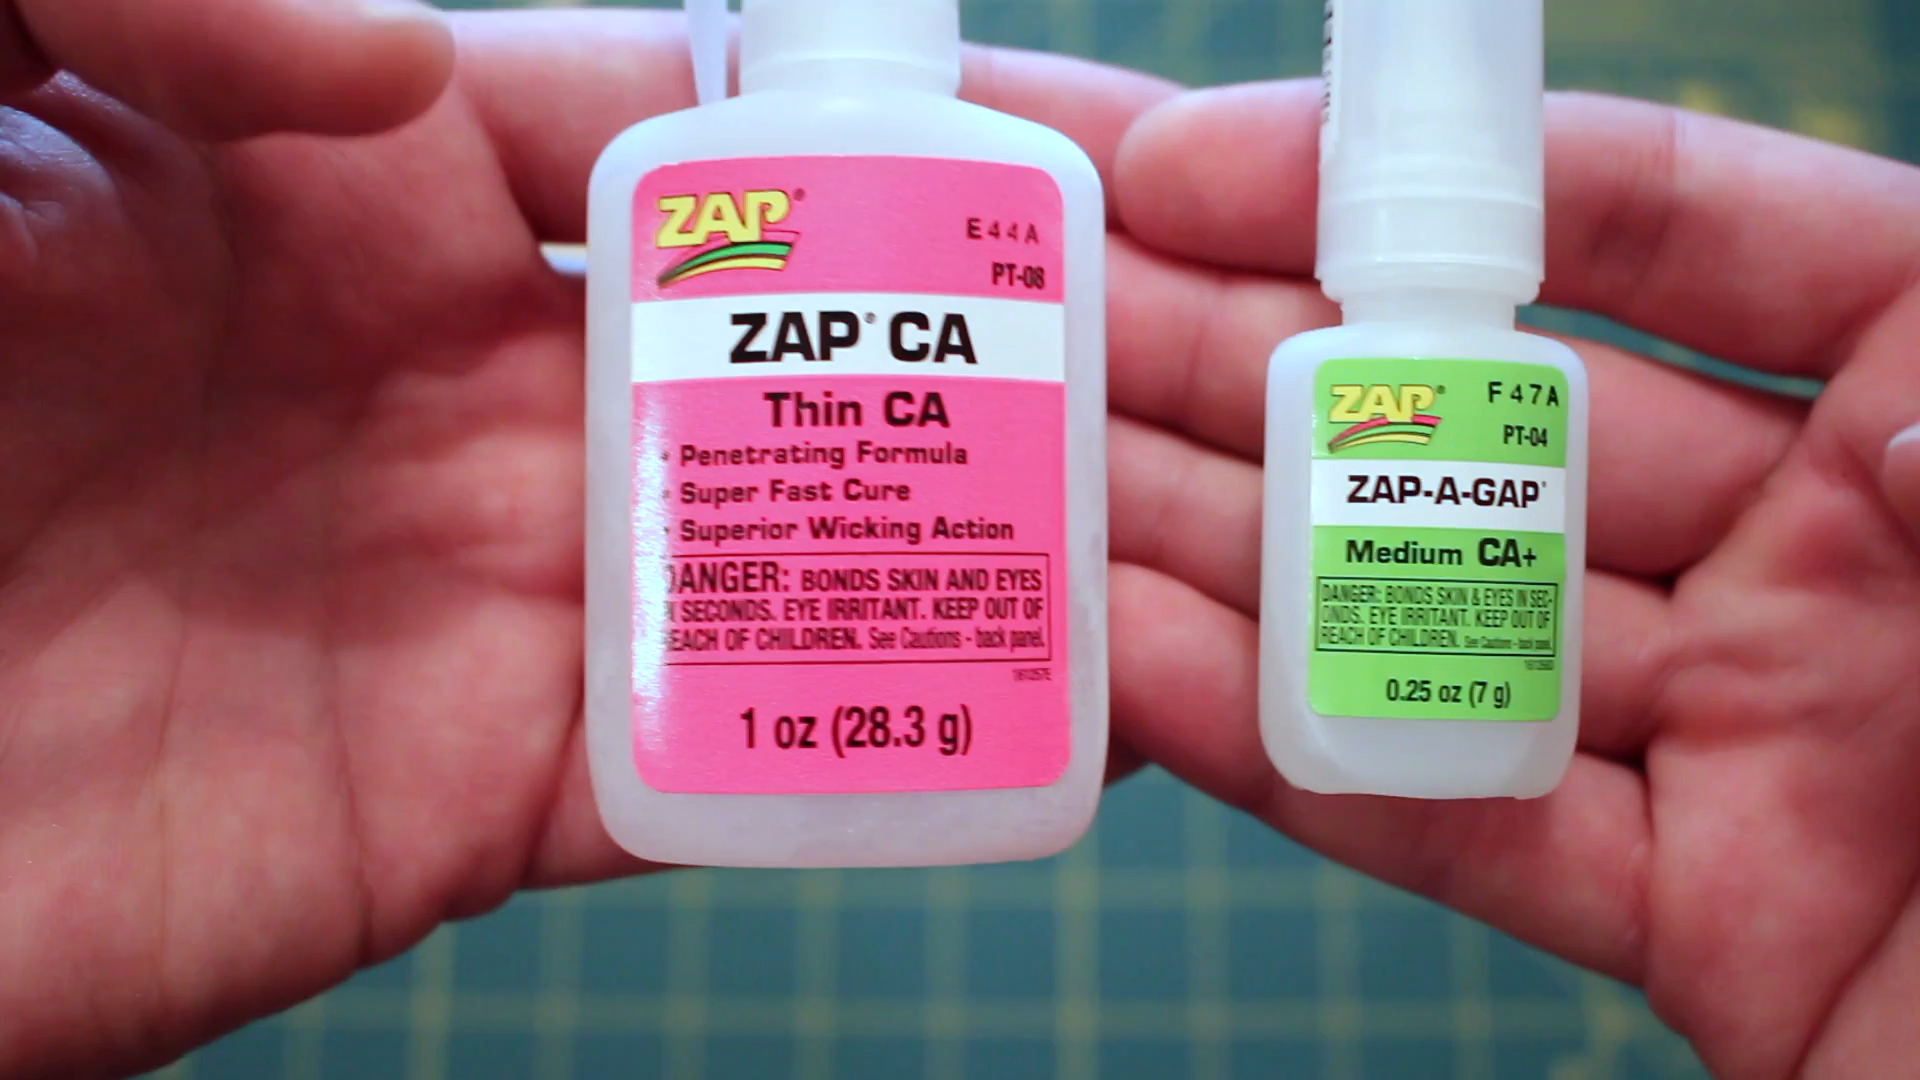 ZAP®
E44A
PT-08
ZAP® CA
Thin CA
• Penetrating Formula
• Super Fast Cure
• Superior Wicking Action
DANGER: BONDS SKIN AND EYES
SECONDS. EYE IRRITANT. KEEP OUT OF
EACH OF CHILDREN. See Cautions - back panel.
1 oz (28.3 g)
ZAP®
F47A
PT-04
ZAP-A-GAP®
Medium CA+
DANGER: BONDS SKIN & EYES IN SEC-
ONDS. EYE IRRITANT. KEEP OUT OF
REACH OF CHILDREN. See Cautions - back panel.
0.25 oz (7 g)